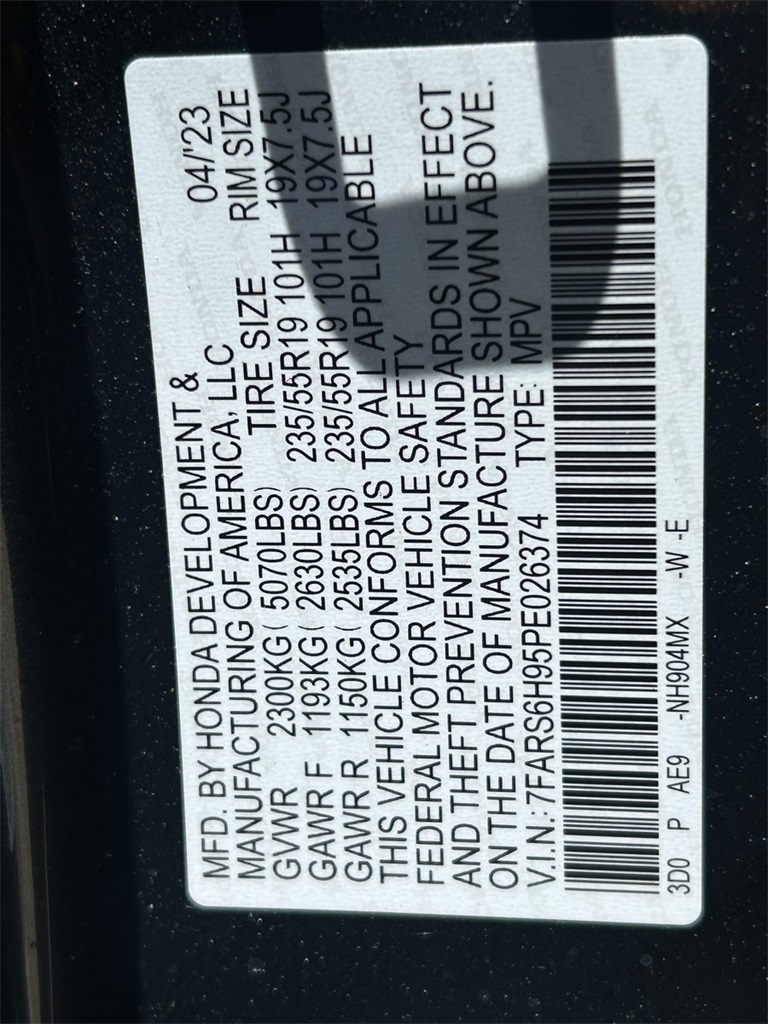 MFD. BY HONDA DEVELOPMENT & 04/'23
MANUFACTURING OF AMERICA, LLC RIM SIZE
TIRE SIZE
GVWR 2300KG ( 5070LBS)
GAWR F 1193KG ( 2630LBS) 235/55R19 101H 19X7.5J
GAWR R 1150KG ( 2535LBS) 235/55R19 101H 19X7.5J
THIS VEHICLE CONFORMS TO ALL APPLICABLE
FEDERAL MOTOR VEHICLE SAFETY
AND THEFT PREVENTION STANDARDS IN EFFECT
ON THE DATE OF MANUFACTURE SHOWN ABOVE.
V.I.N.: 7FARS6H95PE026374 TYPE: MPV
3D0 P AE9 -NH904MX -W -E